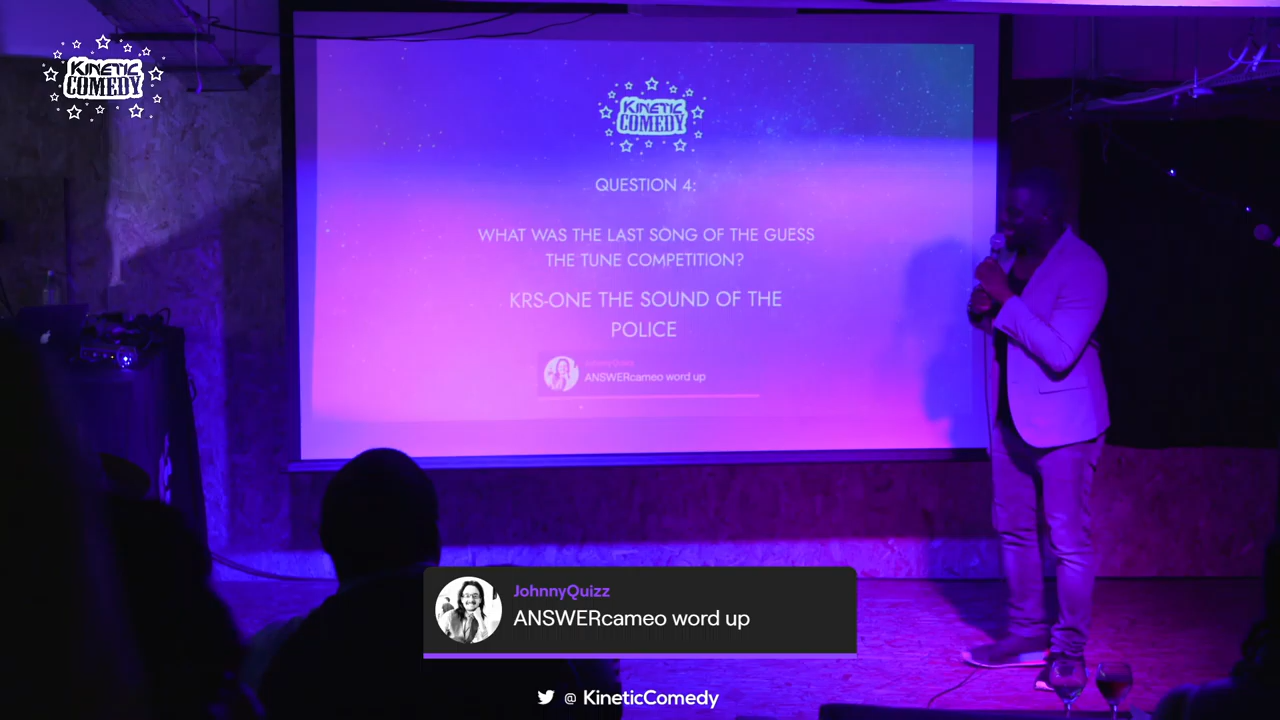 KINETIC
COMEDY
KINETIC
COMEDY
QUESTION 4:
WHAT WAS THE LAST SONG OF THE GUESS
THE TUNE COMPETITION?
KRS-ONE THE SOUND OF THE
POLICE
JohnnyQuizz
ANSWERcameo word up
JohnnyQuizz
ANSWERcameo word up
@ KineticComedy